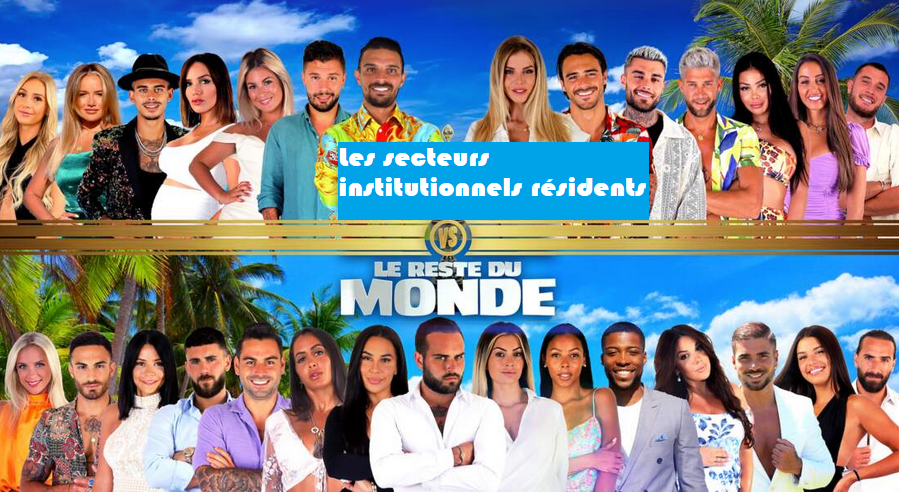 Les secteurs
institutionnels résidents
VS
LE RESTE DU
MONDE